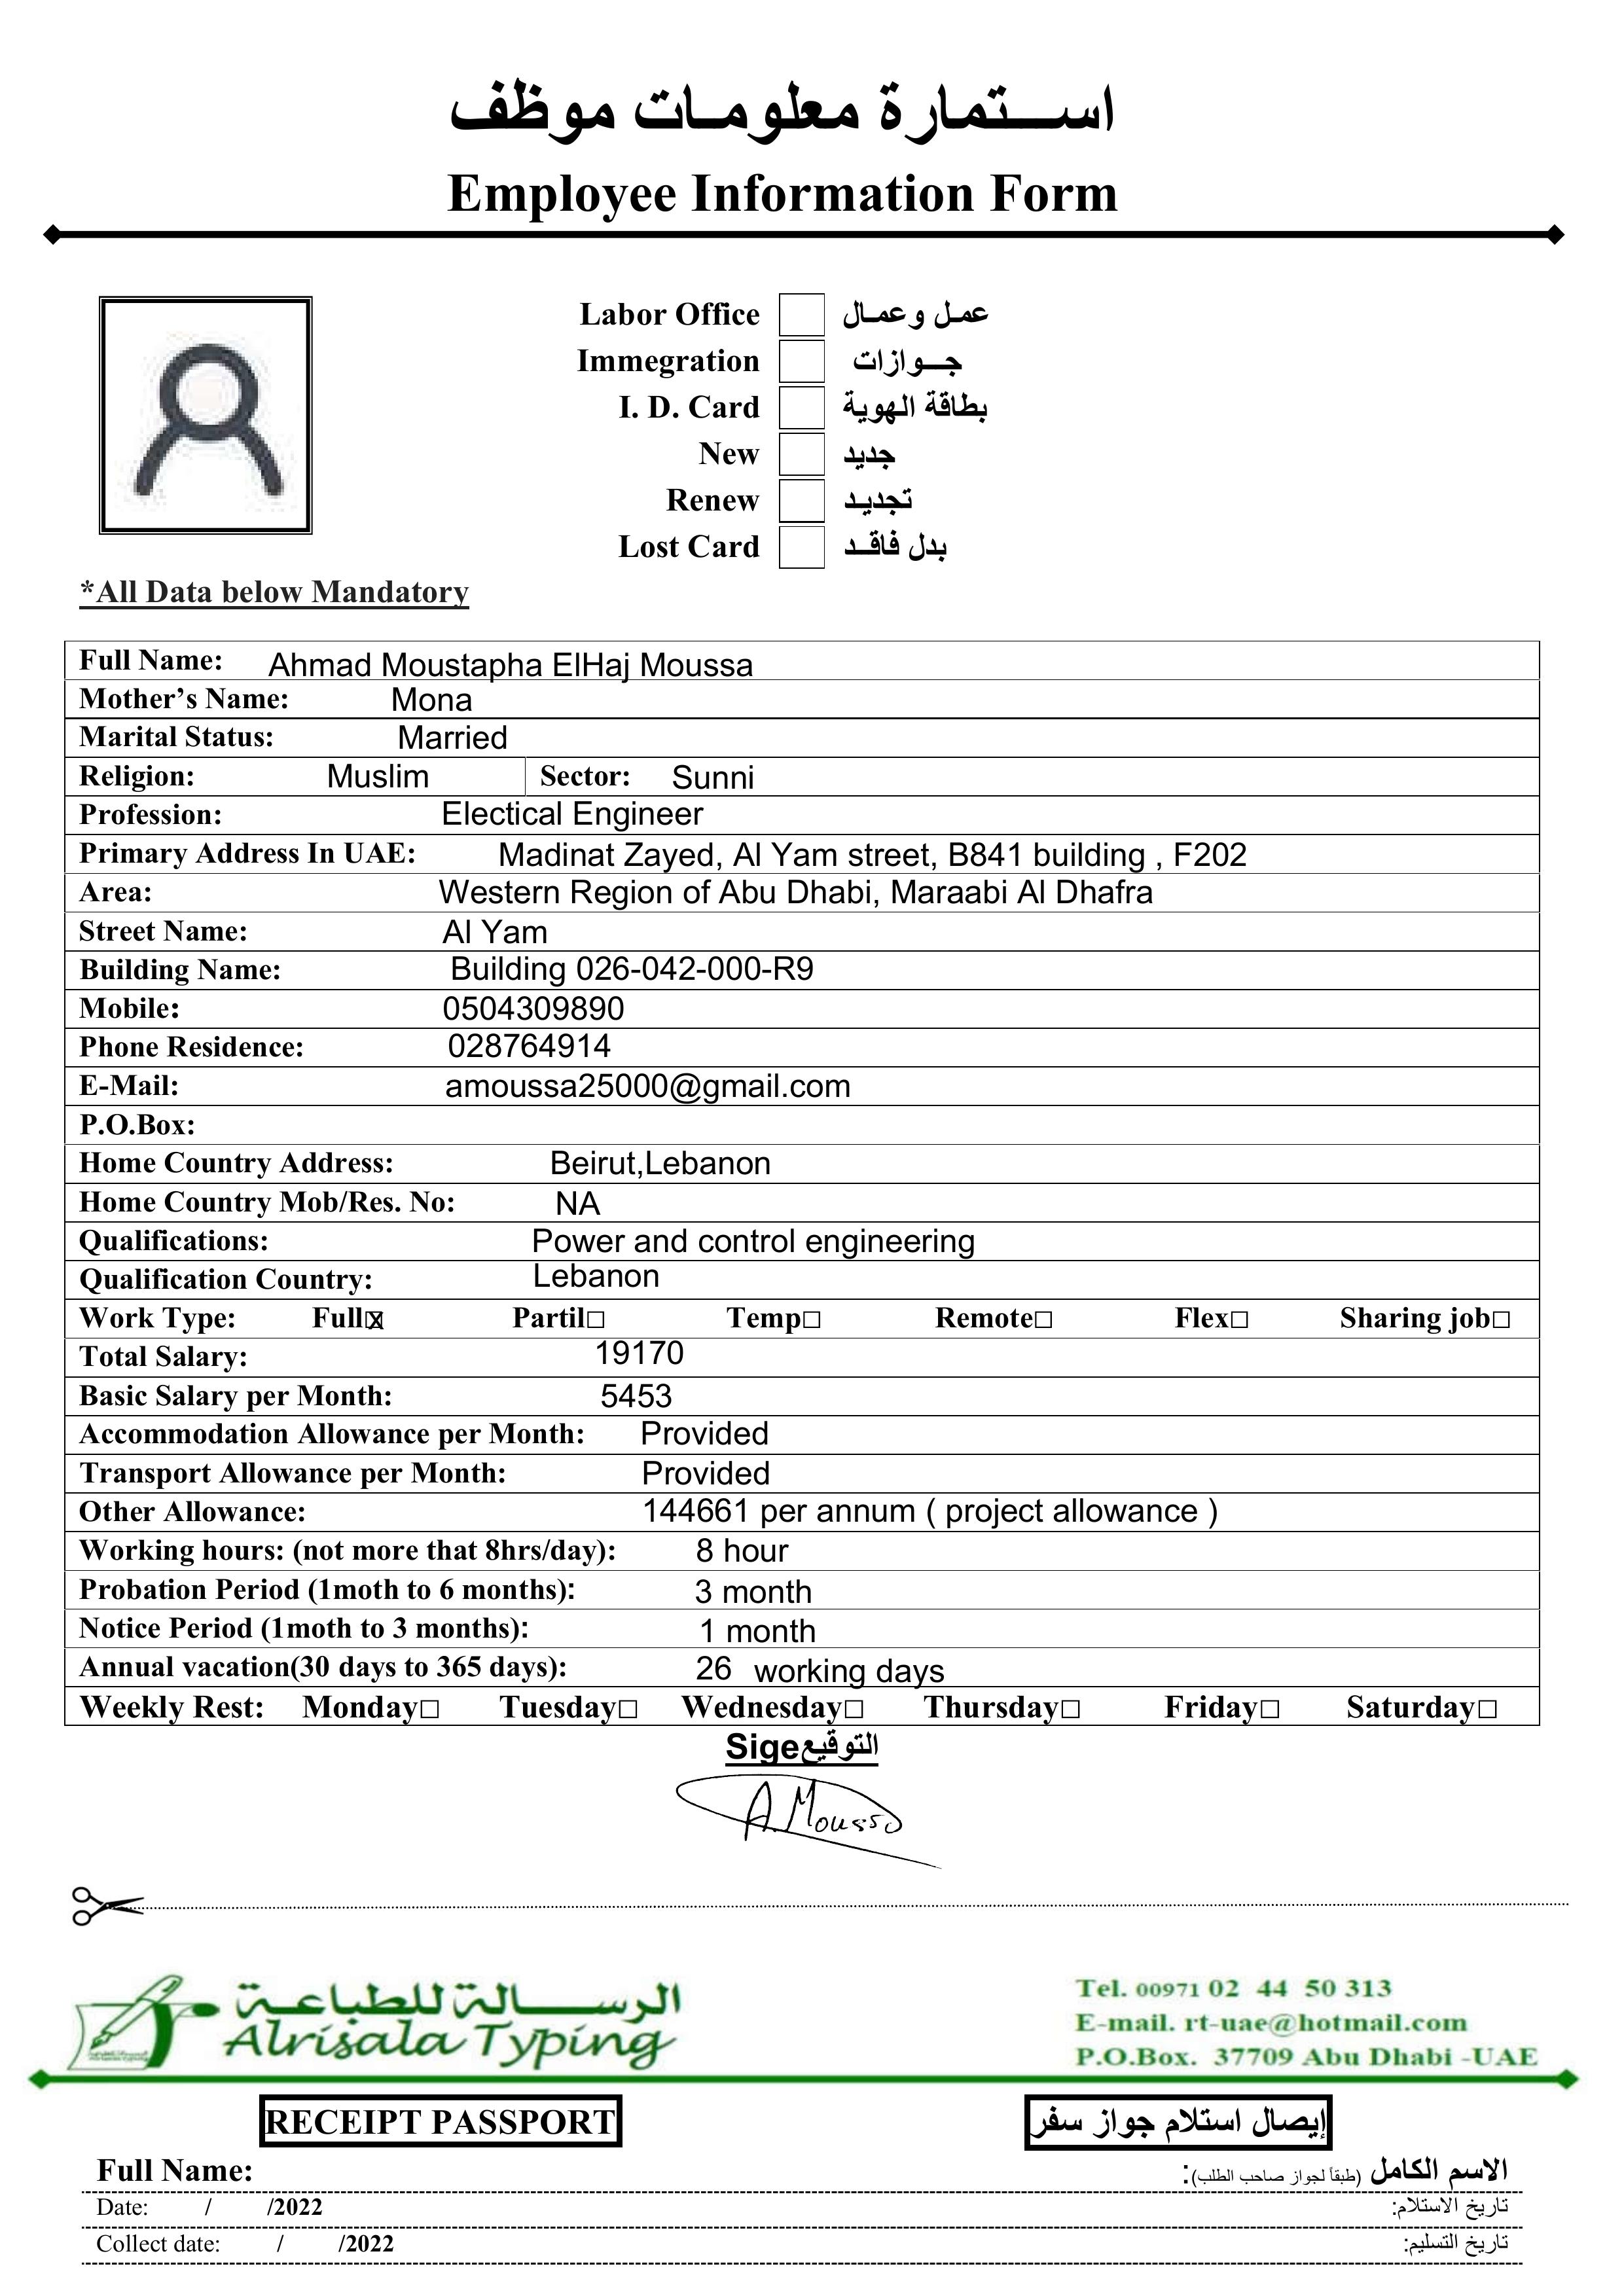 استمارة معلومات موظف
Employee Information Form
Labor Office عمل وعمال
Immegration جوازات
I. D. Card بطاقة الهوية
New جديد
Renew تجديد
Lost Card بدل فاقد
*All Data below Mandatory
Full Name: Ahmad Moustapha ElHaj Moussa
Mother’s Name: Mona
Marital Status: Married
Religion: Muslim Sector: Sunni
Profession: Electical Engineer
Primary Address In UAE: Madinat Zayed, Al Yam street, B841 building , F202
Area: Western Region of Abu Dhabi, Maraabi Al Dhafra
Street Name: Al Yam
Building Name: Building 026-042-000-R9
Mobile: 0504309890
Phone Residence: 028764914
E-Mail: amoussa25000@gmail.com
P.O.Box:
Home Country Address: Beirut,Lebanon
Home Country Mob/Res. No: NA
Qualifications: Power and control engineering
Qualification Country: Lebanon
Work Type: Full☒ Partil☐ Temp☐ Remote☐ Flex☐ Sharing job☐
Total Salary: 19170
Basic Salary per Month: 5453
Accommodation Allowance per Month: Provided
Transport Allowance per Month: Provided
Other Allowance: 144661 per annum ( project allowance )
Working hours: (not more that 8hrs/day): 8 hour
Probation Period (1moth to 6 months): 3 month
Notice Period (1moth to 3 months): 1 month
Annual vacation(30 days to 365 days): 26 working days
Weekly Rest: Monday☐ Tuesday☐ Wednesday☐ Thursday☐ Friday☐ Saturday☐
Sigeالتوقيع
A.Moussa
الرسالة للطباعة
Alrisala Typing
Tel. 00971 02 44 50 313
E-mail. rt-uae@hotmail.com
P.O.Box. 37709 Abu Dhabi -UAE
RECEIPT PASSPORT إيصال استلام جواز سفر
Full Name: الاسم الكامل (طبقاً لجواز صاحب الطلب):
Date: / /2022 تاريخ الاستلام:
Collect date: / /2022 تاريخ التسليم: